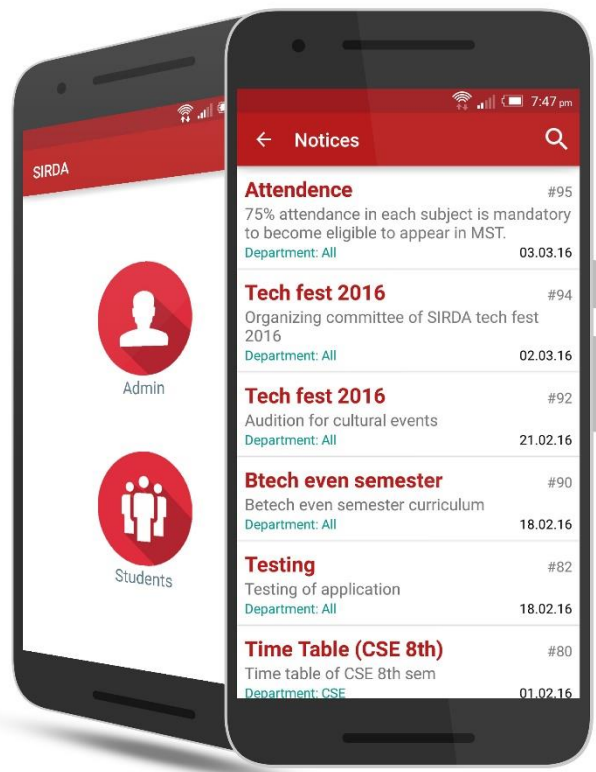 SIRDA
Admin
Students
7:47 pm
Notices
Attendence #95
75% attendance in each subject is mandatory
to become eligible to appear in MST.
Department: All 03.03.16
Tech fest 2016 #94
Organizing committee of SIRDA tech fest
2016
Department: All 02.03.16
Tech fest 2016 #92
Audition for cultural events
Department: All 21.02.16
Btech even semester #90
Betech even semester curriculum
Department: All 18.02.16
Testing #82
Testing of application
Department: All 18.02.16
Time Table (CSE 8th) #80
Time table of CSE 8th sem
Department: CSE 01.02.16